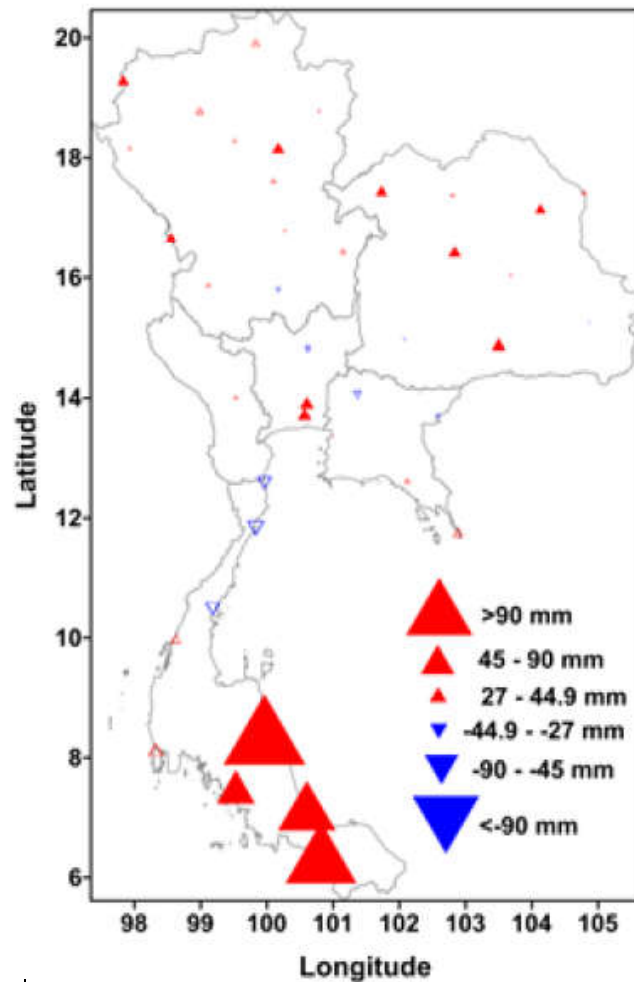 20
18
16
14
12
10
8
6
Latitude
>90 mm
45 - 90 mm
27 - 44.9 mm
-44.9 - -27 mm
-90 - -45 mm
<-90 mm
98 99 100 101 102 103 104 105
Longitude